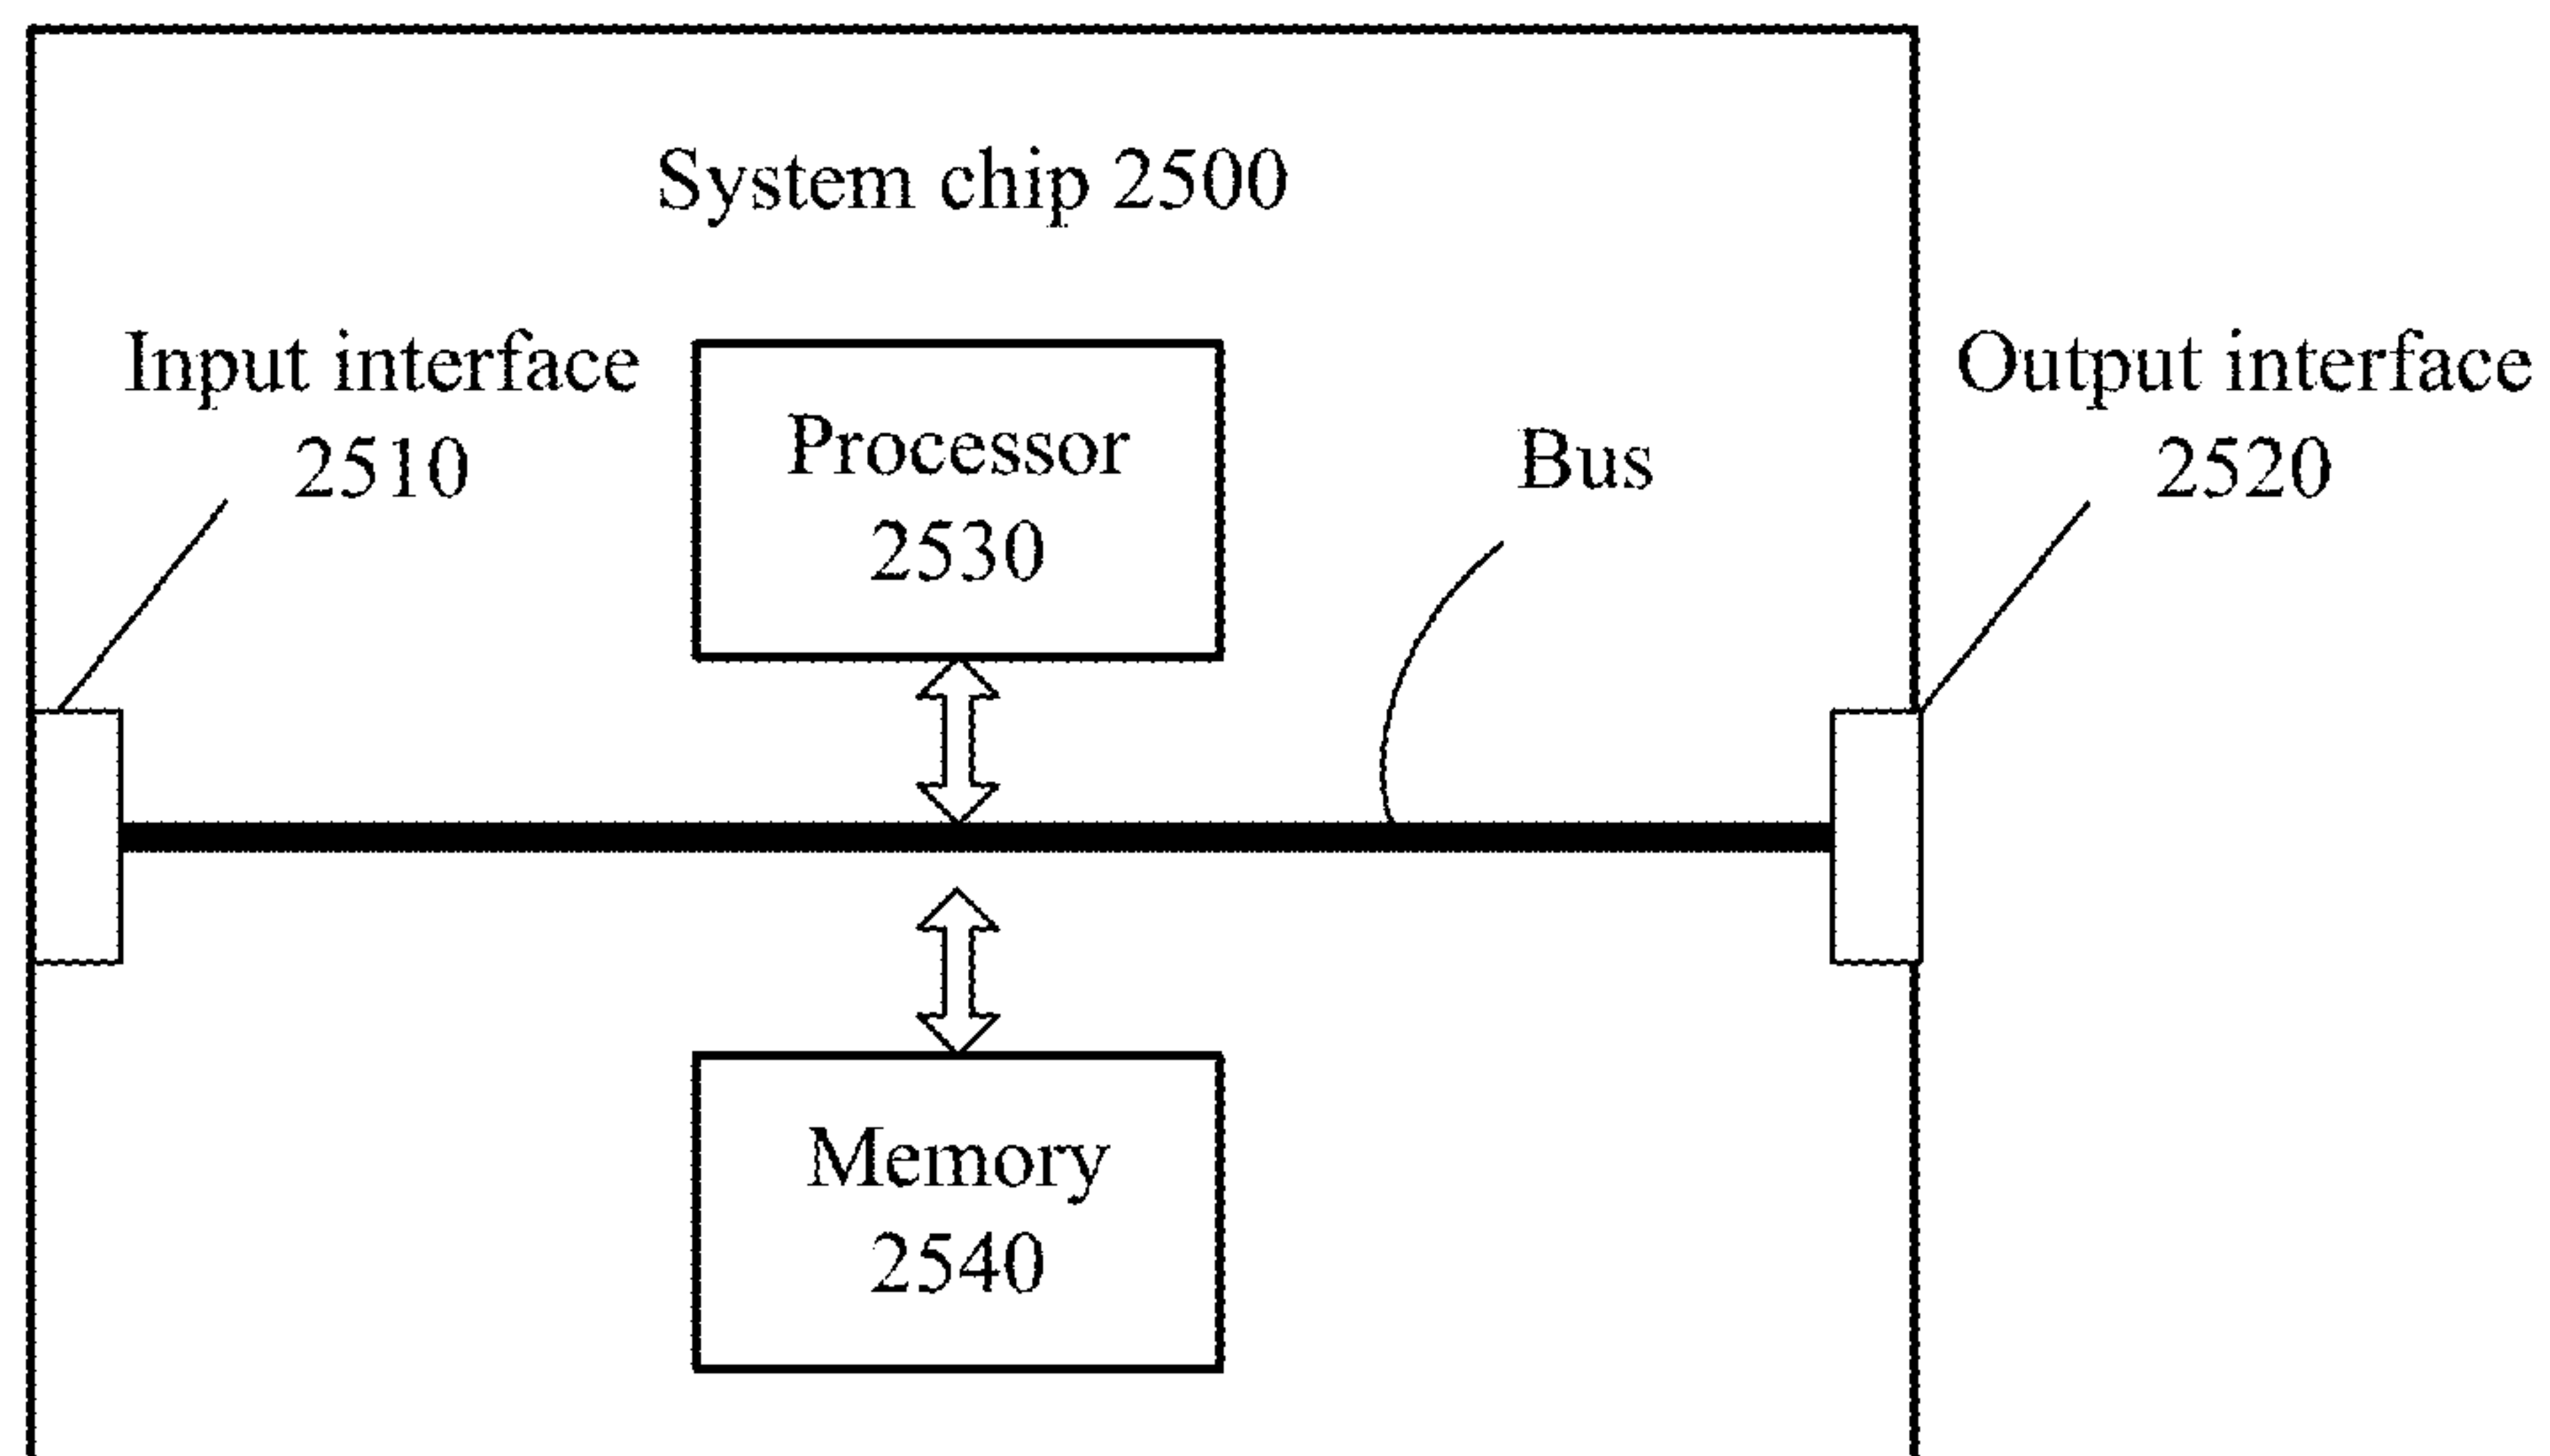 System chip 2500
Input interface
2510
Processor
2530
Bus
Output interface
2520
Memory
2540